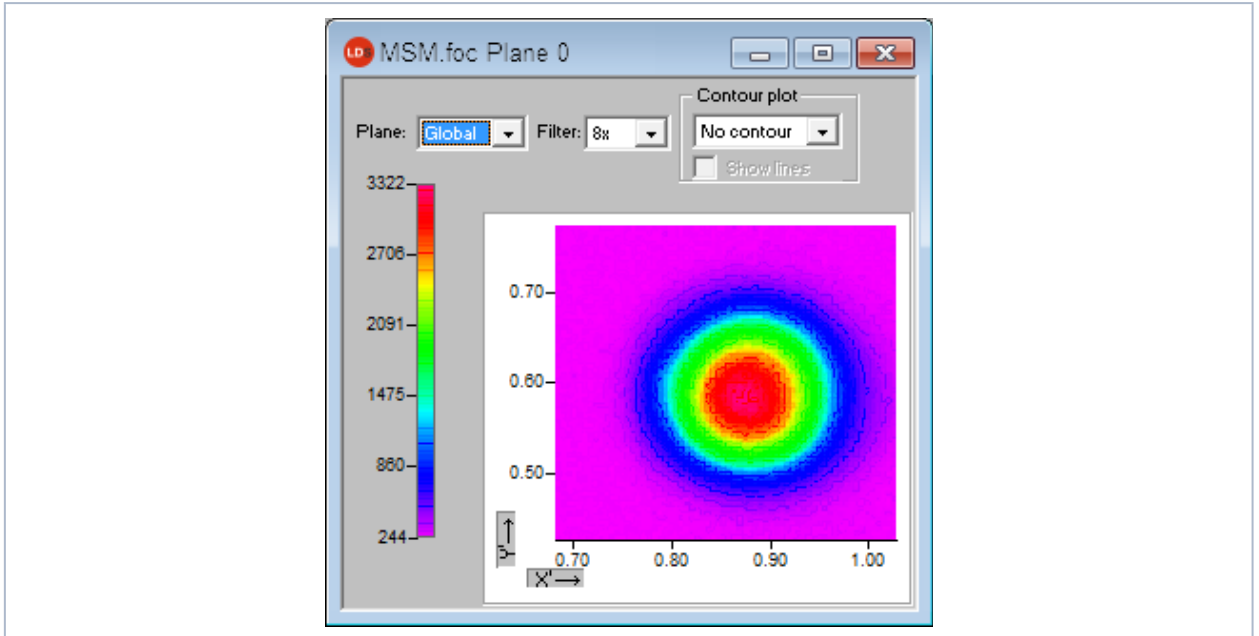 LDS MSM.foc Plane 0
Contour plot
Plane: Global Filter: 8x No contour
Show lines
3322
2706
2091
1475
860
244
0.70
0.60
0.50
Y'
0.70 0.80 0.90 1.00
X'